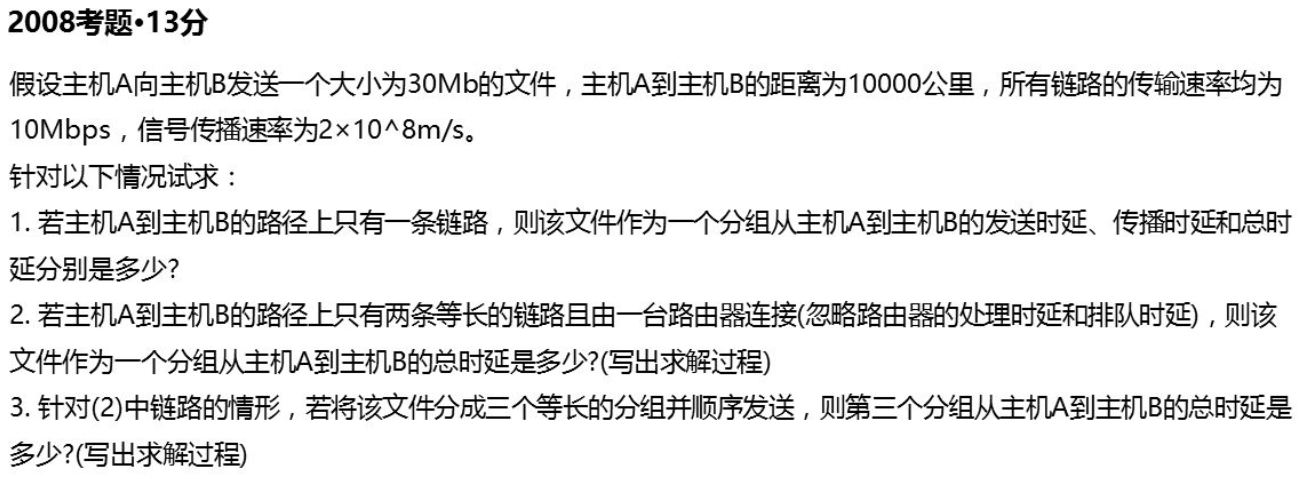 2008考题•13分
假设主机A向主机B发送一个大小为30Mb的文件，主机A到主机B的距离为10000公里，所有链路的传输速率均为
10Mbps，信号传播速率为2×10^8m/s。
针对以下情况试求：
1. 若主机A到主机B的路径上只有一条链路，则该文件作为一个分组从主机A到主机B的发送时延、传播时延和总时
延分别是多少?
2. 若主机A到主机B的路径上只有两条等长的链路且由一台路由器连接(忽略路由器的处理时延和排队时延)，则该
文件作为一个分组从主机A到主机B的总时延是多少?(写出求解过程)
3. 针对(2)中链路的情形，若将该文件分成三个等长的分组并顺序发送，则第三个分组从主机A到主机B的总时延是
多少?(写出求解过程)